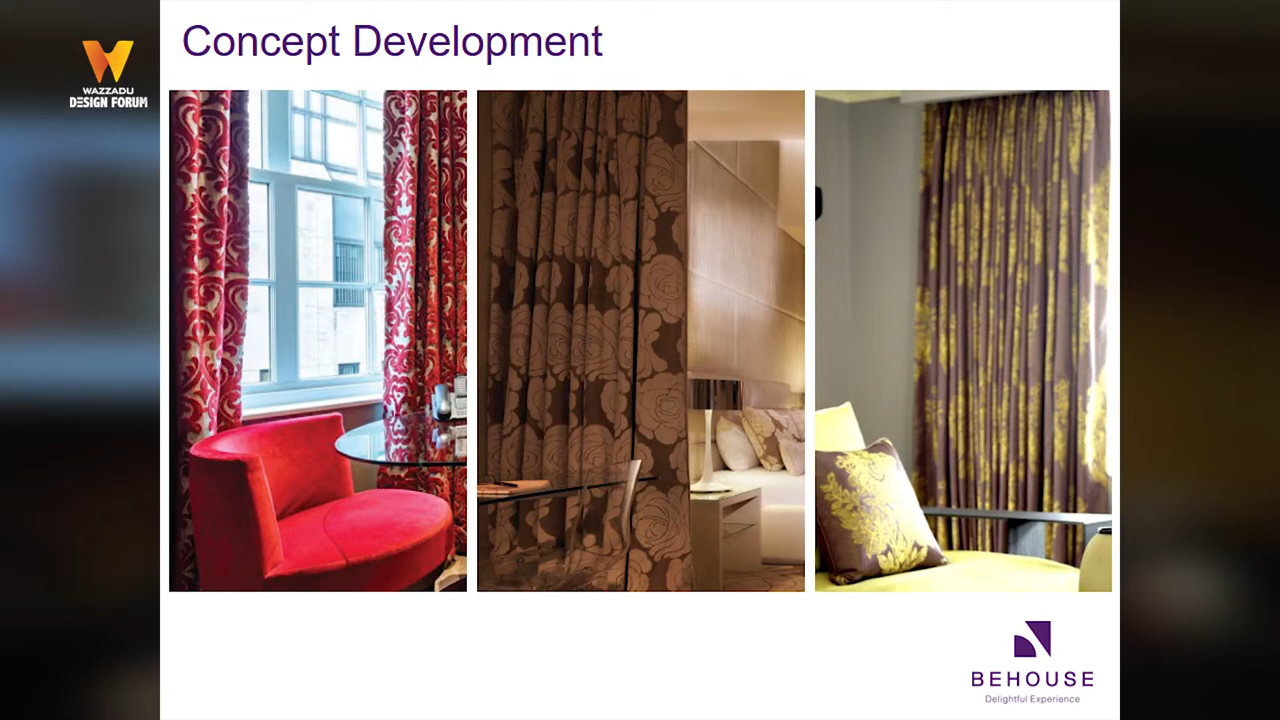 Concept Development
WAZZADU
DESIGN FORUM
BEHOUSE
Delightful Experience